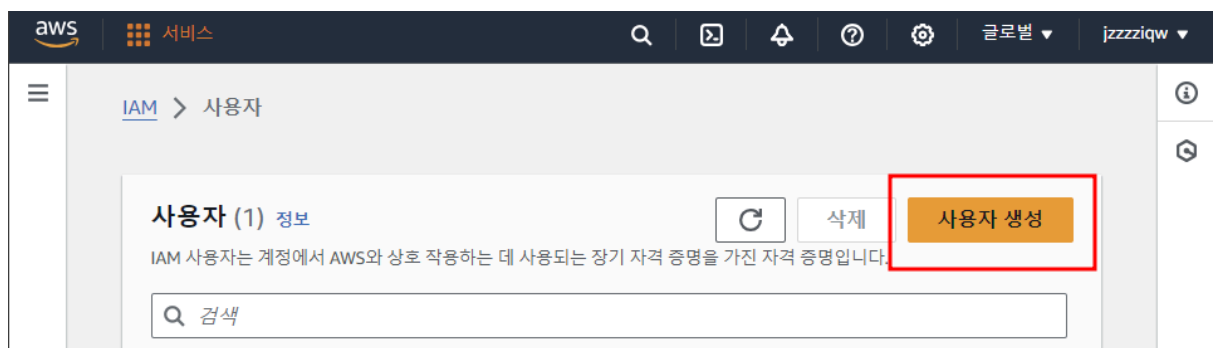 aws 서비스 글로벌 ▼ jzzzziqw ▼
IAM > 사용자
사용자 (1) 정보 삭제 사용자 생성
IAM 사용자는 계정에서 AWS와 상호 작용하는 데 사용되는 장기 자격 증명을 가진 자격 증명입니다.
검색